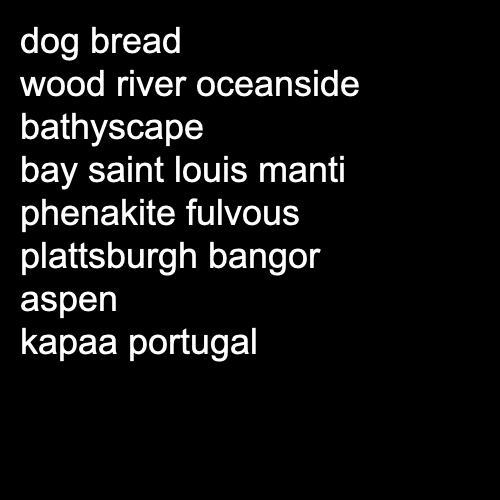 dog bread
wood river oceanside
bathyscape
bay saint louis manti
phenakite fulvous
plattsburgh bangor
aspen
kapaa portugal